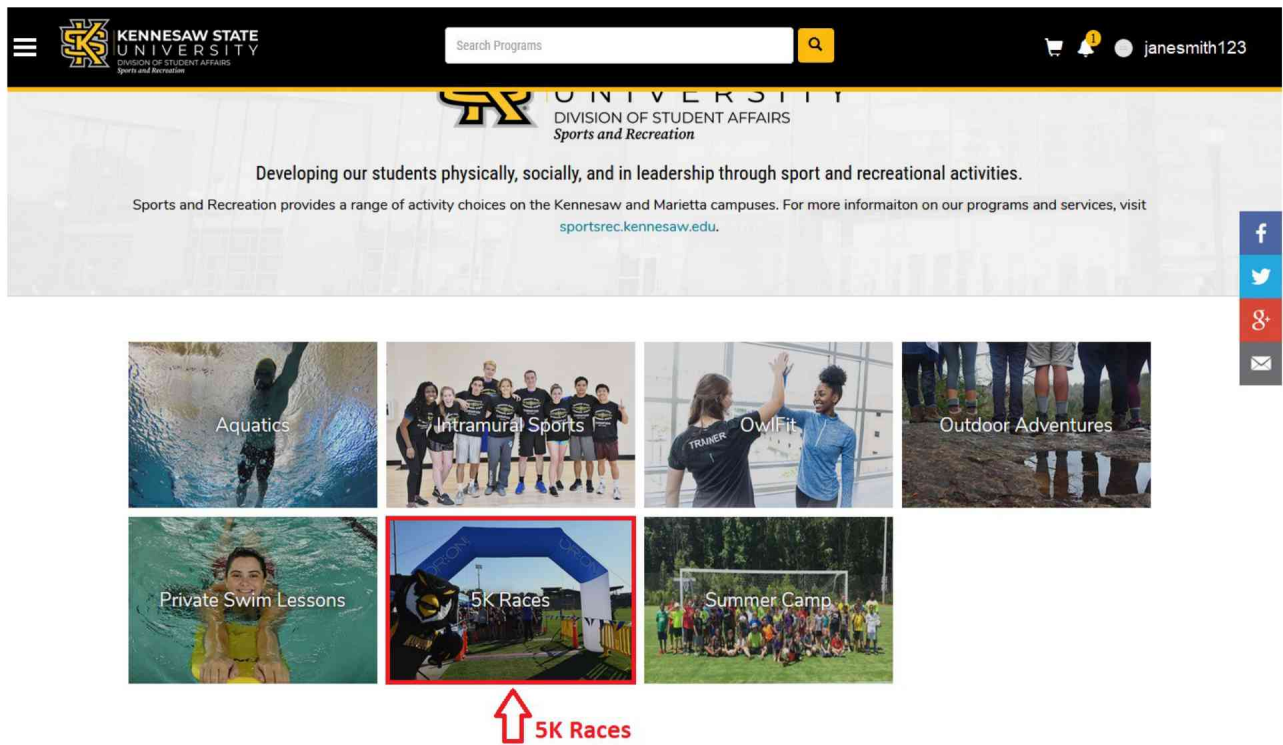 KENNESAW STATE
UNIVERSITY
DIVISION OF STUDENT AFFAIRS
Sports and Recreation
Search Programs
1
janesmith123
UNIVERSITY
DIVISION OF STUDENT AFFAIRS
Sports and Recreation
Developing our students physically, socially, and in leadership through sport and recreational activities.
Sports and Recreation provides a range of activity choices on the Kennesaw and Marietta campuses. For more informaiton on our programs and services, visit
sportsrec.kennesaw.edu.
f
g+
Aquatics
Intramural Sports
TRAINER
OwlFit
Outdoor Adventures
Private Swim Lessons
5K Races
Summer Camp
5K Races